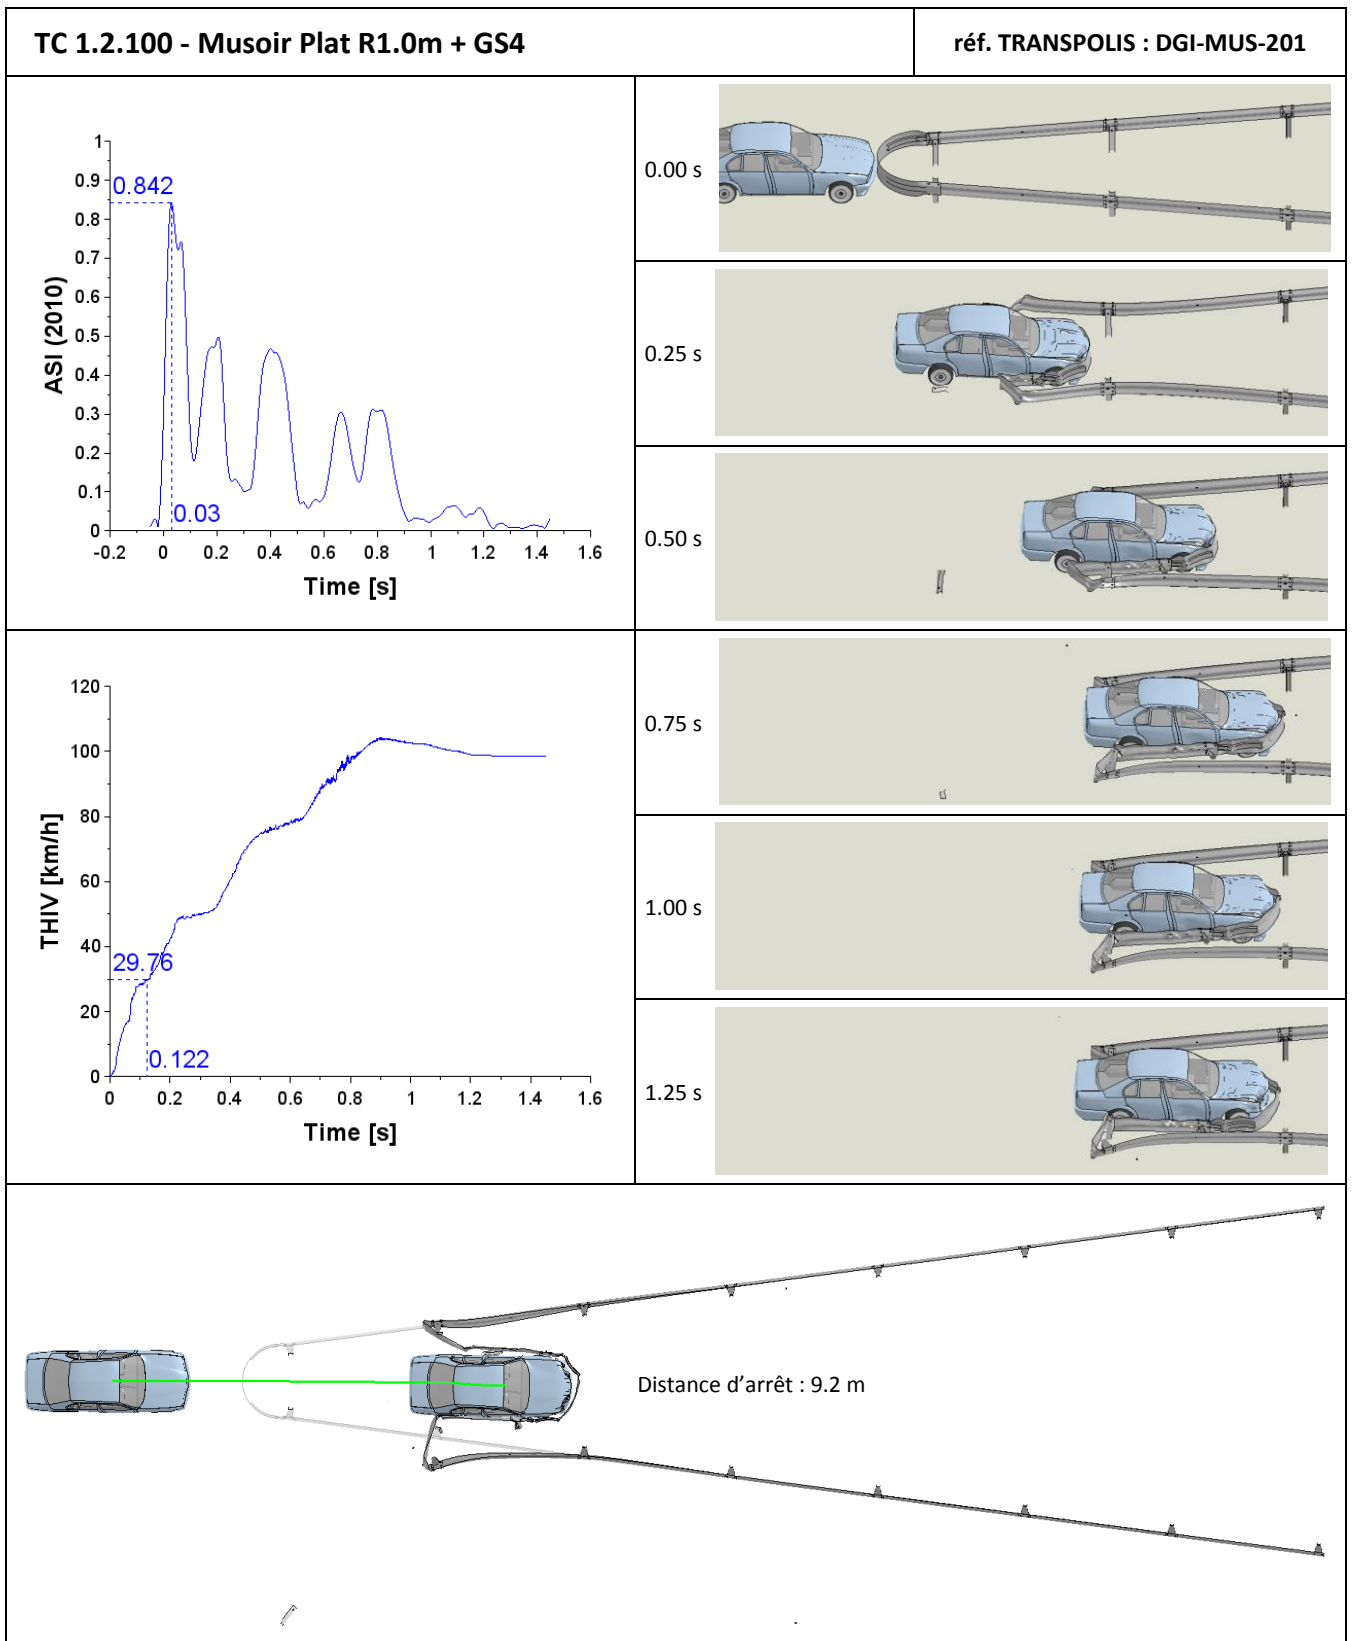 TC 1.2.100 - Musoir Plat R1.0m + GS4
réf. TRANSPOLIS : DGI-MUS-201
1
0.9
0.8
0.7
0.6
0.5
0.4
0.3
0.2
0.1
0
0.842
0.03
ASI (2010)
-0.2 0 0.2 0.4 0.6 0.8 1 1.2 1.4 1.6
Time [s]
0.00 s
0.25 s
0.50 s
120
100
80
60
40
20
0
29.76
0.122
THIV [km/h]
0 0.2 0.4 0.6 0.8 1 1.2 1.4 1.6
Time [s]
0.75 s
1.00 s
1.25 s
Distance d'arrêt : 9.2 m